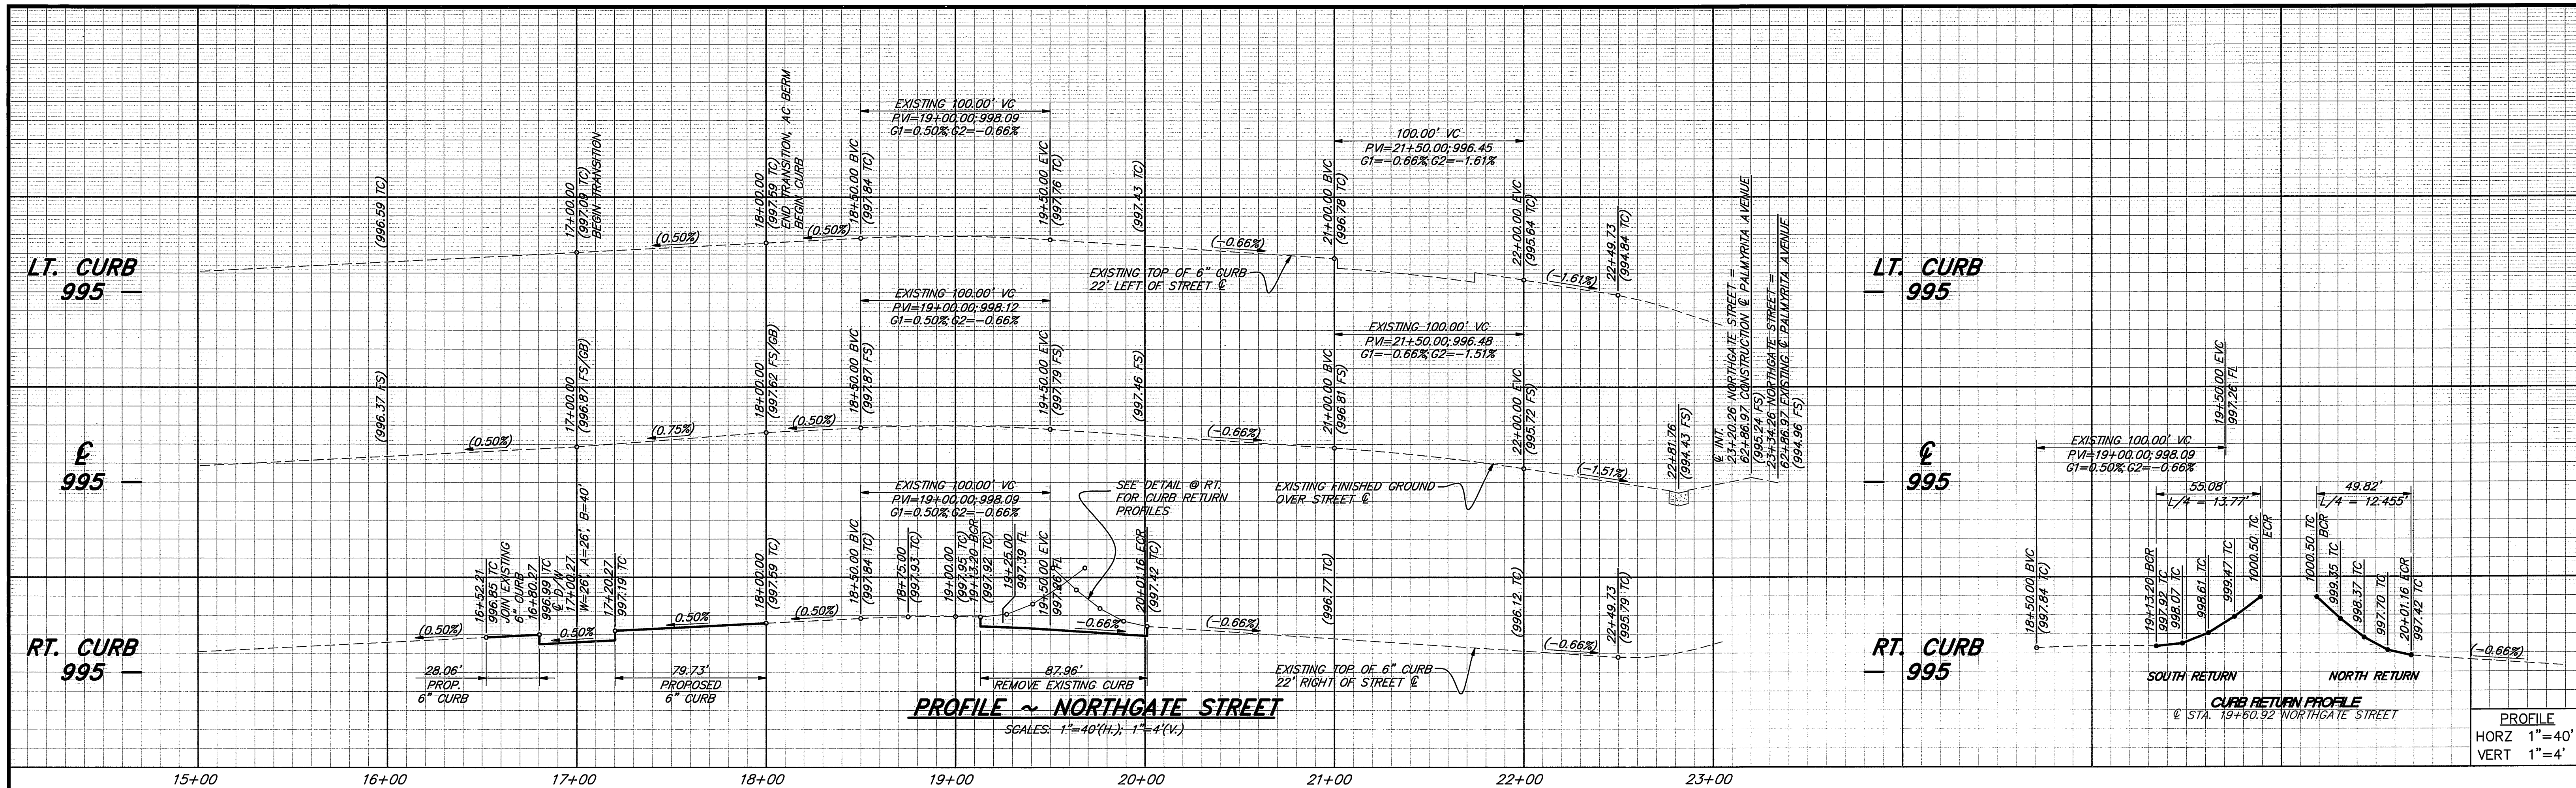 LT. CURB
995
(996.59 TC)
17+00.00
(997.09 TC)
BEGIN TRANSITION
18+00.00
(997.59 TC)
END TRANSITION, AC BERM
BEGIN CURB
18+50.00 BVC
(997.84 TC)
EXISTING 100.00' VC
PVI=19+00.00; 998.09
G1=0.50%; G2=-0.66%
19+50.00 EVC
(997.76 TC)
(997.43 TC)
21+00.00 BVC
(996.78 TC)
100.00' VC
PVI=21+50.00; 996.45
G1=-0.66%; G2=-1.61%
22+00.00 EVC
(995.64 TC)
22+49.73
(994.84 TC)
(0.50%)
(0.50%)
(-0.66%)
(-1.61%)
EXISTING TOP OF 6" CURB
22' LEFT OF STREET ℄
LT. CURB
995
℄
995
(996.37 FS)
17+00.00
(996.87 FS/GB)
18+00.00
(997.62 FS/GB)
18+50.00 BVC
(997.87 FS)
EXISTING 100.00' VC
PVI=19+00.00; 998.12
G1=0.50%; G2=-0.66%
19+50.00 EVC
(997.79 FS)
(997.46 FS)
21+00.00 BVC
(996.81 FS)
EXISTING 100.00' VC
PVI=21+50.00; 996.48
G1=-0.66%; G2=-1.51%
22+00.00 EVC
(995.72 FS)
22+81.76
(994.43 FS)
℄ INT.
23+20.26 NORTHGATE STREET =
62+86.97 CONSTRUCTION ℄ PALMYRITA AVENUE
(995.24 FS)
23+34.26 NORTHGATE STREET =
62+86.97 EXISTING ℄ PALMYRITA AVENUE
(994.96 FS)
(0.50%)
(0.75%)
(0.50%)
(-0.66%)
(-1.51%)
EXISTING FINISHED GROUND
OVER STREET ℄
℄
995
RT. CURB
995
16+52.21
996.85 TC
JOIN EXISTING
6" CURB
16+80.27
996.99 TC
℄ D/W
17+00.27
W=26', A=26', B=40'
17+20.27
997.19 TC
18+00.00
(997.59 TC)
18+50.00 BVC
(997.84 TC)
EXISTING 100.00' VC
PVI=19+00.00; 998.09
G1=0.50%; G2=-0.66%
18+75.00
(997.93 TC)
19+00.00
(997.95 TC)
19+13.20 BCR
(997.92 TC)
19+25.00
997.39 FL
19+50.00 EVC
997.26 FL
SEE DETAIL @ RT.
FOR CURB RETURN
PROFILES
20+01.16 ECR
(997.42 TC)
(996.77 TC)
(996.12 TC)
22+49.73
(995.79 TC)
(0.50%)
0.50%
0.50%
(0.50%)
-0.66%
(-0.66%)
(-0.66%)
28.06'
PROP.
6" CURB
79.73'
PROPOSED
6" CURB
87.96'
REMOVE EXISTING CURB
EXISTING TOP OF 6" CURB
22' RIGHT OF STREET ℄
RT. CURB
995
PROFILE ~ NORTHGATE STREET
SCALES: 1"=40'(H.); 1"=4'(V.)
15+00
16+00
17+00
18+00
19+00
20+00
21+00
22+00
23+00
18+50.00 BVC
(997.84 TC)
EXISTING 100.00' VC
PVI=19+00.00; 998.09
G1=0.50%; G2=-0.66%
19+50.00 EVC
997.26 FL
55.08'
L/4 = 13.77'
19+13.20 BCR
997.92 TC
998.07 TC
998.61 TC
999.47 TC
1000.50 TC
ECR
49.82'
L/4 = 12.455'
1000.50 TC
BCR
999.35 TC
998.37 TC
997.70 TC
20+01.16 ECR
997.42 TC
(-0.66%)
SOUTH RETURN
NORTH RETURN
CURB RETURN PROFILE
℄ STA. 19+60.92 NORTHGATE STREET
PROFILE
HORZ 1"=40'
VERT 1"=4'